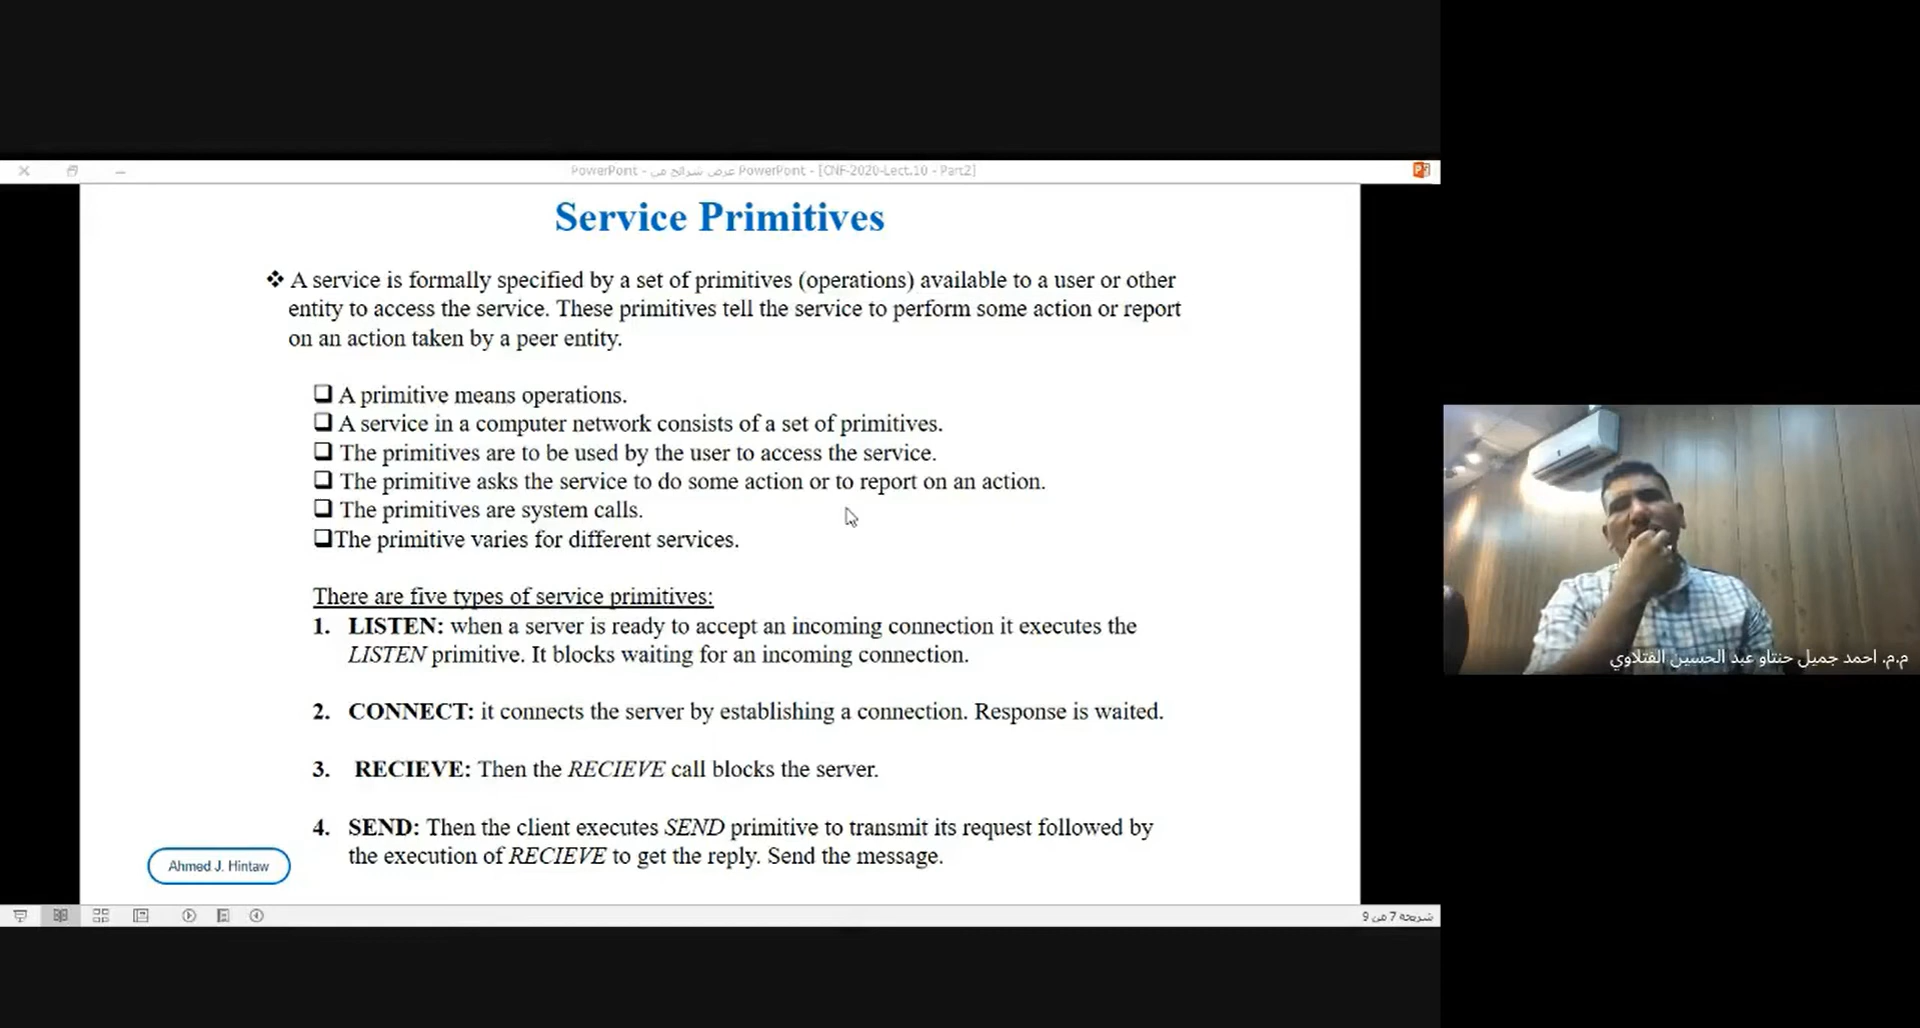 PowerPoint - عرض شرائح من PowerPoint - [CNF-2020-Lect.10 - Part2]
Service Primitives
❖ A service is formally specified by a set of primitives (operations) available to a user or other
entity to access the service. These primitives tell the service to perform some action or report
on an action taken by a peer entity.
❑ A primitive means operations.
❑ A service in a computer network consists of a set of primitives.
❑ The primitives are to be used by the user to access the service.
❑ The primitive asks the service to do some action or to report on an action.
❑ The primitives are system calls.
❑The primitive varies for different services.
There are five types of service primitives:
1. LISTEN: when a server is ready to accept an incoming connection it executes the
LISTEN primitive. It blocks waiting for an incoming connection.
2. CONNECT: it connects the server by establishing a connection. Response is waited.
3. RECIEVE: Then the RECIEVE call blocks the server.
4. SEND: Then the client executes SEND primitive to transmit its request followed by
the execution of RECIEVE to get the reply. Send the message.
Ahmed J. Hintaw
شريحة 7 من 9
م.م. احمد جميل حنتاو عبد الحسين الفتلاوي